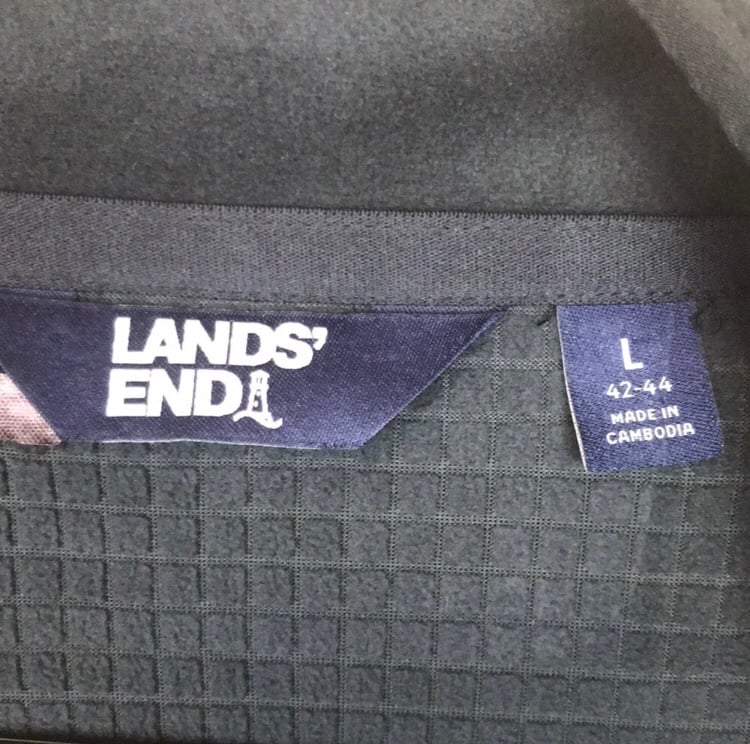 LANDS'
END
L
42-44
MADE IN
CAMBODIA